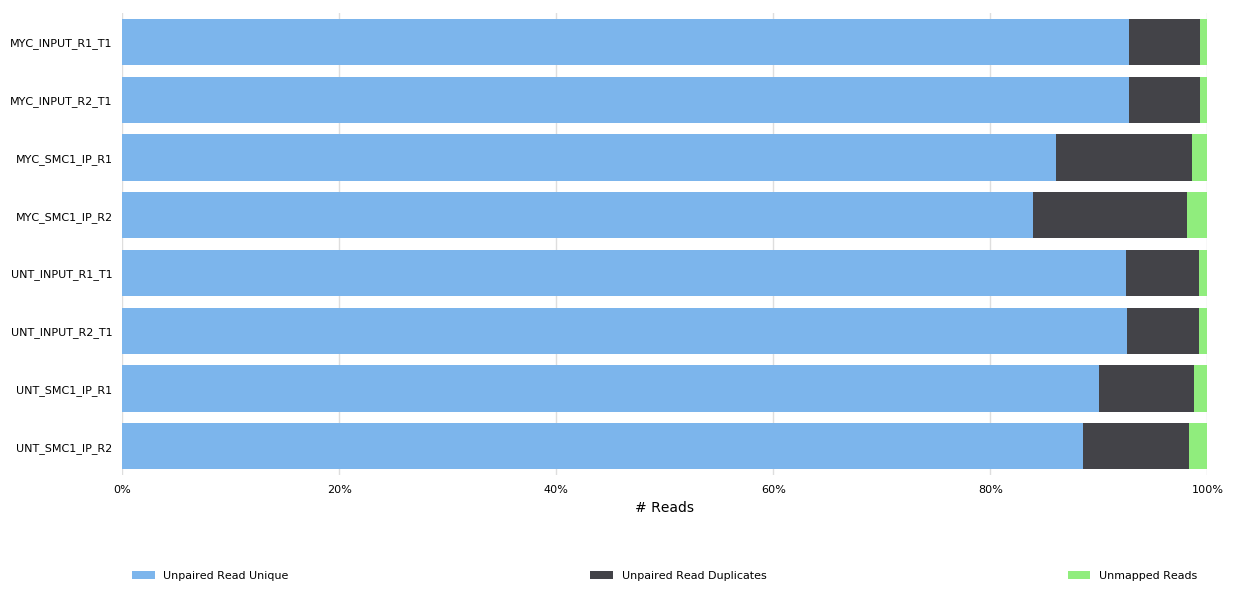 MYC_INPUT_R1_T1
MYC_INPUT_R2_T1
MYC_SMC1_IP_R1
MYC_SMC1_IP_R2
UNT_INPUT_R1_T1
UNT_INPUT_R2_T1
UNT_SMC1_IP_R1
UNT_SMC1_IP_R2
0% 20% 40% 60% 80% 100%
# Reads
Unpaired Read Unique Unpaired Read Duplicates Unmapped Reads